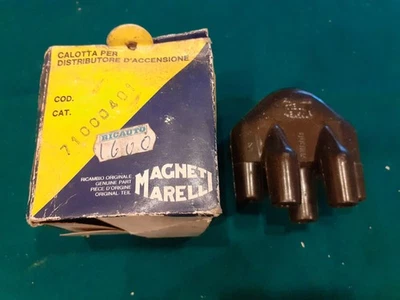 CALOTTA PER
DISTRIBUTORE D'ACCENSIONE
COD.
CAT.
71000401
RICAUTO
1600
RICAMBIO ORIGINALE
GENUINE PART
PIECE D'ORIGINE
ORIGINAL-TEIL
MAGNETI
MARELLI